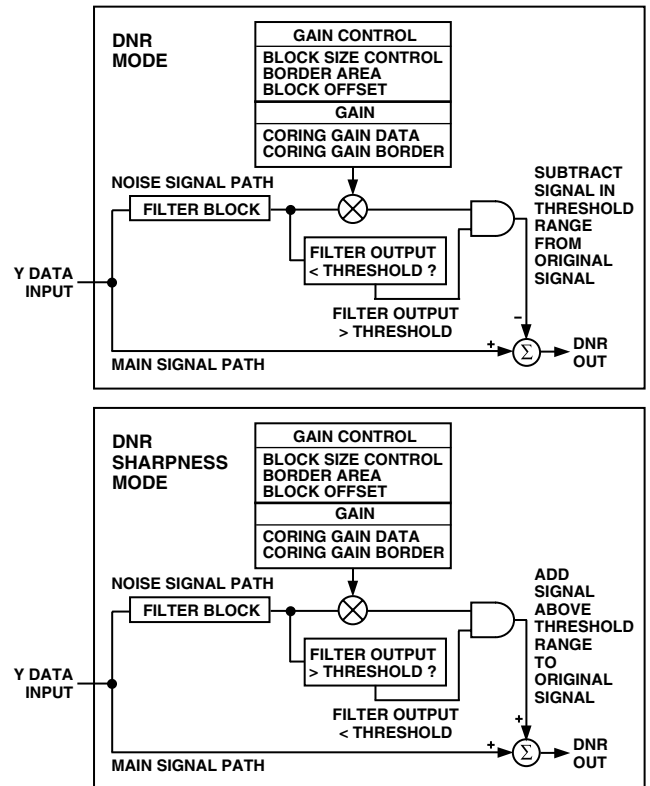 DNR
MODE
GAIN CONTROL
BLOCK SIZE CONTROL
BORDER AREA
BLOCK OFFSET
GAIN
CORING GAIN DATA
CORING GAIN BORDER
NOISE SIGNAL PATH
FILTER BLOCK
FILTER OUTPUT
< THRESHOLD ?
FILTER OUTPUT
> THRESHOLD
SUBTRACT
SIGNAL IN
THRESHOLD
RANGE
FROM
ORIGINAL
SIGNAL
Y DATA
INPUT
MAIN SIGNAL PATH
+
–
Σ
DNR
OUT
DNR
SHARPNESS
MODE
GAIN CONTROL
BLOCK SIZE CONTROL
BORDER AREA
BLOCK OFFSET
GAIN
CORING GAIN DATA
CORING GAIN BORDER
NOISE SIGNAL PATH
FILTER BLOCK
FILTER OUTPUT
> THRESHOLD ?
FILTER OUTPUT
< THRESHOLD
ADD
SIGNAL
ABOVE
THRESHOLD
RANGE
TO
ORIGINAL
SIGNAL
Y DATA
INPUT
MAIN SIGNAL PATH
+
+
Σ
DNR
OUT